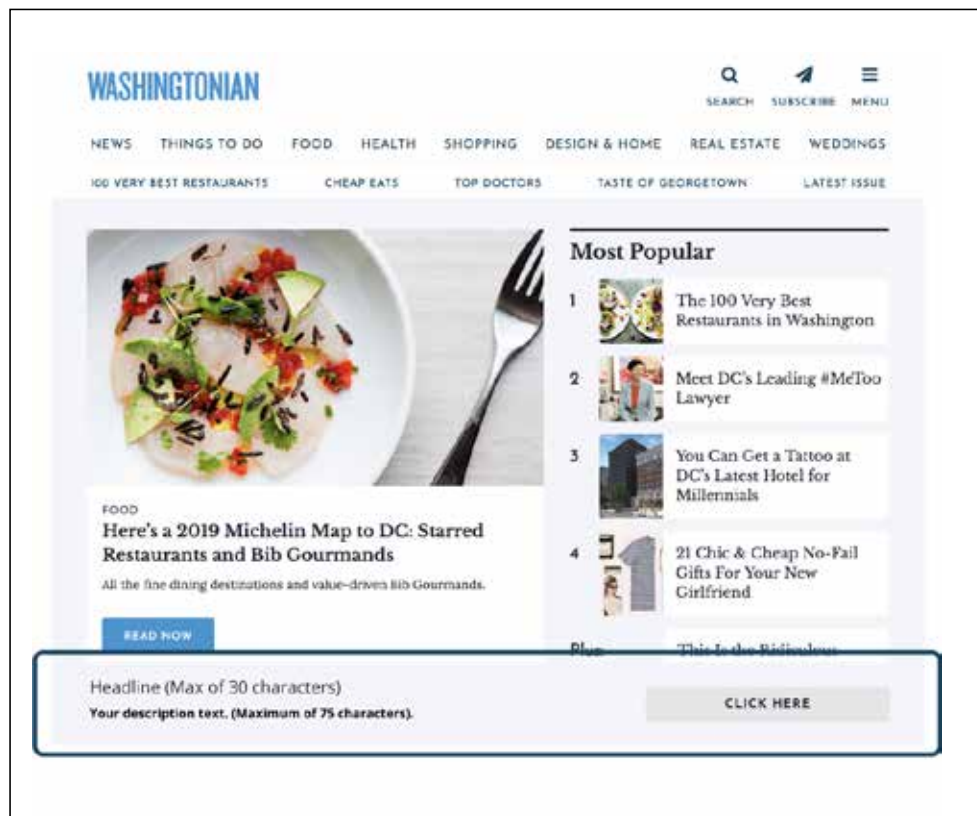 WASHINGTONIAN
SEARCH SUBSCRIBE MENU
NEWS THINGS TO DO FOOD HEALTH SHOPPING DESIGN & HOME REAL ESTATE WEDDINGS
100 VERY BEST RESTAURANTS CHEAP EATS TOP DOCTORS TASTE OF GEORGETOWN LATEST ISSUE
FOOD
Here's a 2019 Michelin Map to DC: Starred
Restaurants and Bib Gourmands
All the fine dining destinations and value-driven Bib Gourmands.
READ NOW
Most Popular
1 The 100 Very Best
Restaurants in Washington
2 Meet DC's Leading #MeToo
Lawyer
3 You Can Get a Tattoo at
DC's Latest Hotel for
Millennials
4 21 Chic & Cheap No-Fail
Gifts For Your New
Girlfriend
Plus: This Is the Ridiculous
Headline (Max of 30 characters)
Your description text. (Maximum of 75 characters).
CLICK HERE